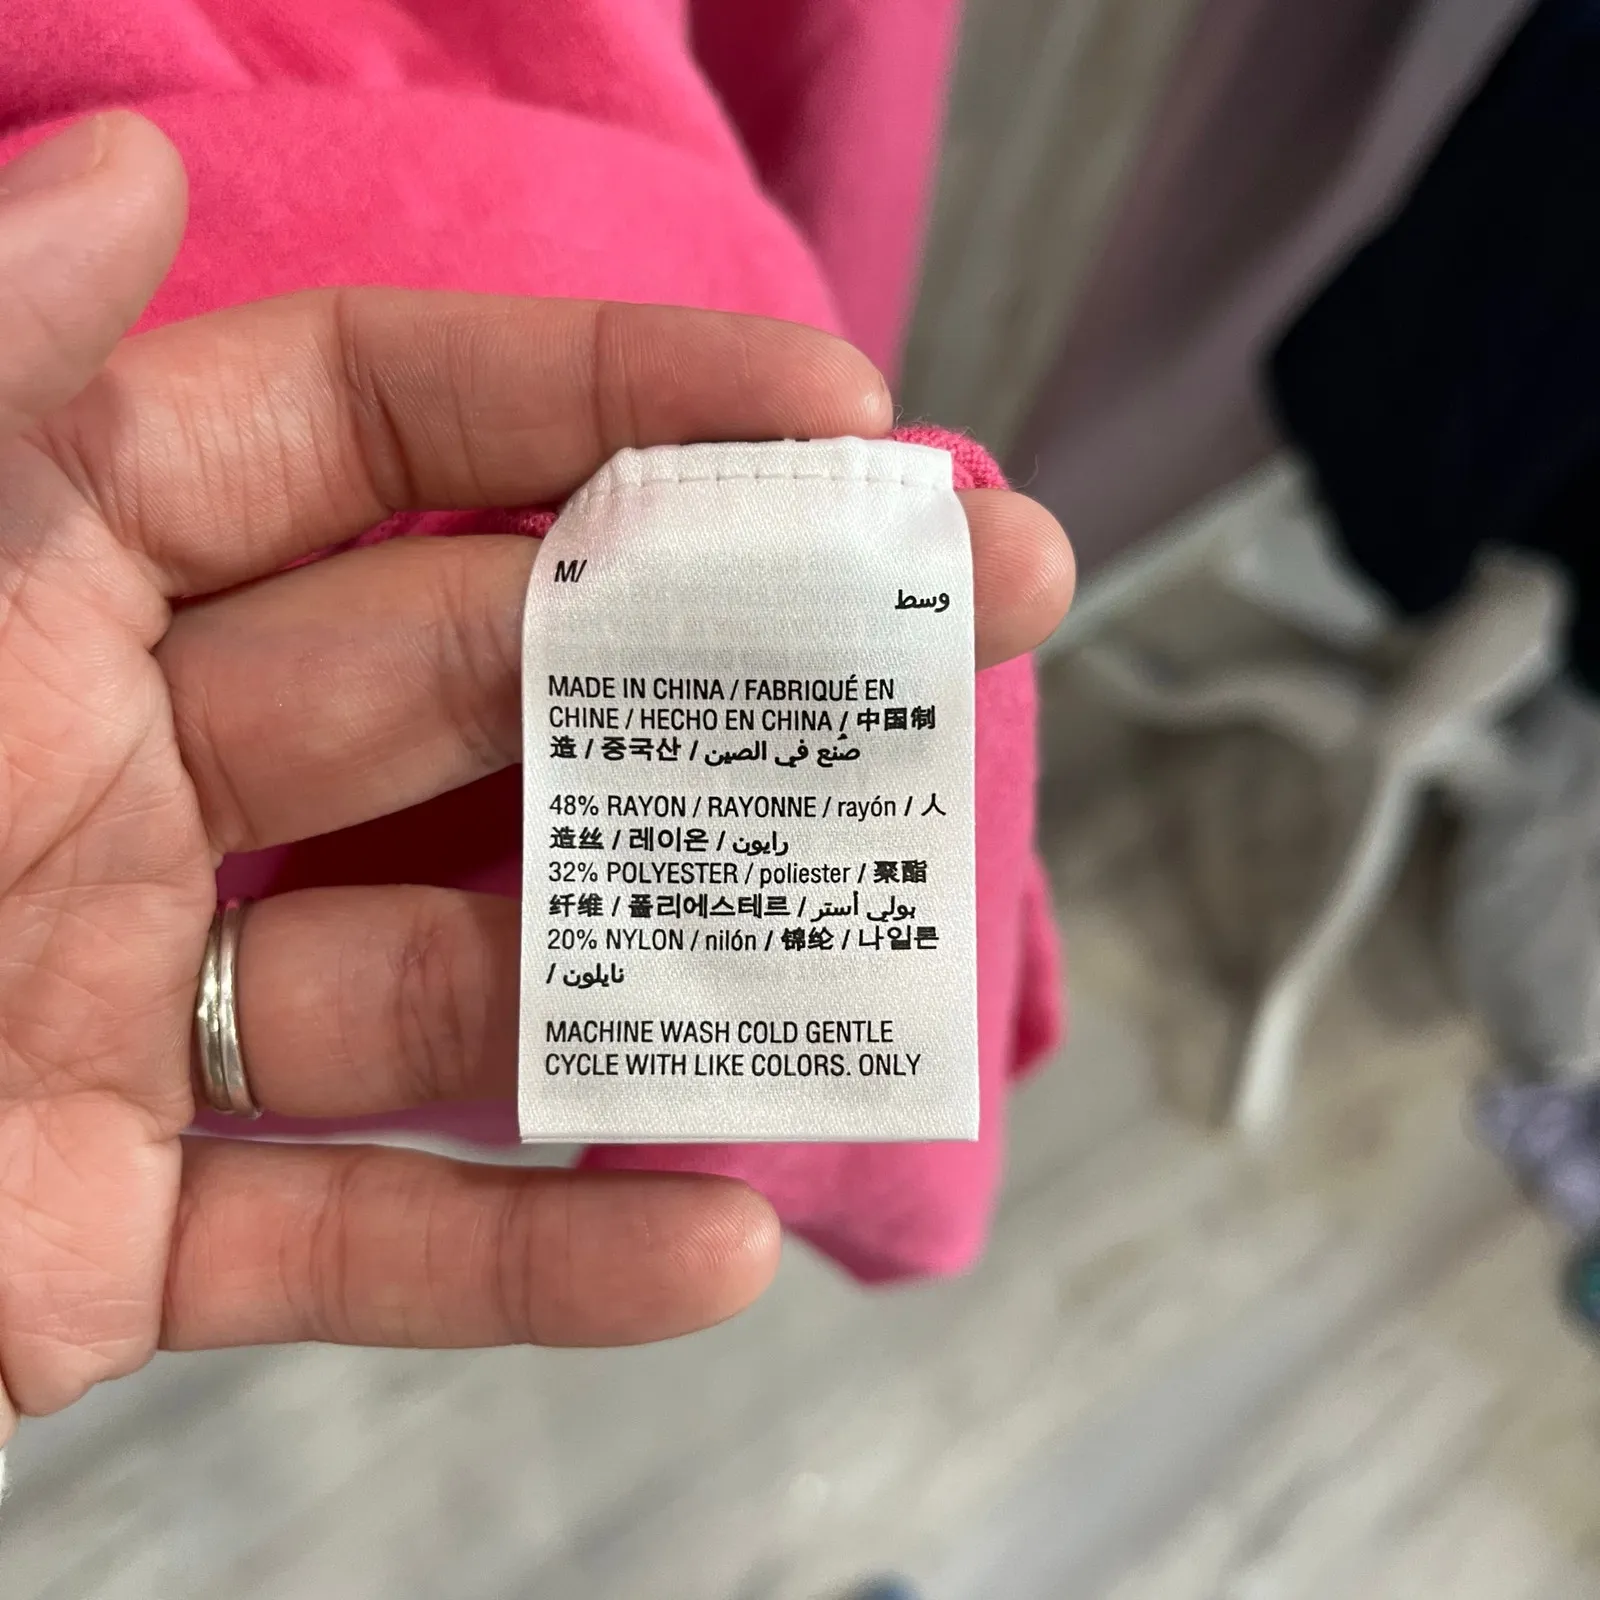 M/
وسط
MADE IN CHINA / FABRIQUÉ EN
CHINE / HECHO EN CHINA / 中国制
造 / 중국산 / صُنع في الصين
48% RAYON / RAYONNE / rayón / 人
造丝 / 레이온 / رايون
32% POLYESTER / poliester / 聚酯
纤维 / 폴리에스테르 / بولي أستر
20% NYLON / nilón / 锦纶 / 나일론
/ نايلون
MACHINE WASH COLD GENTLE
CYCLE WITH LIKE COLORS. ONLY